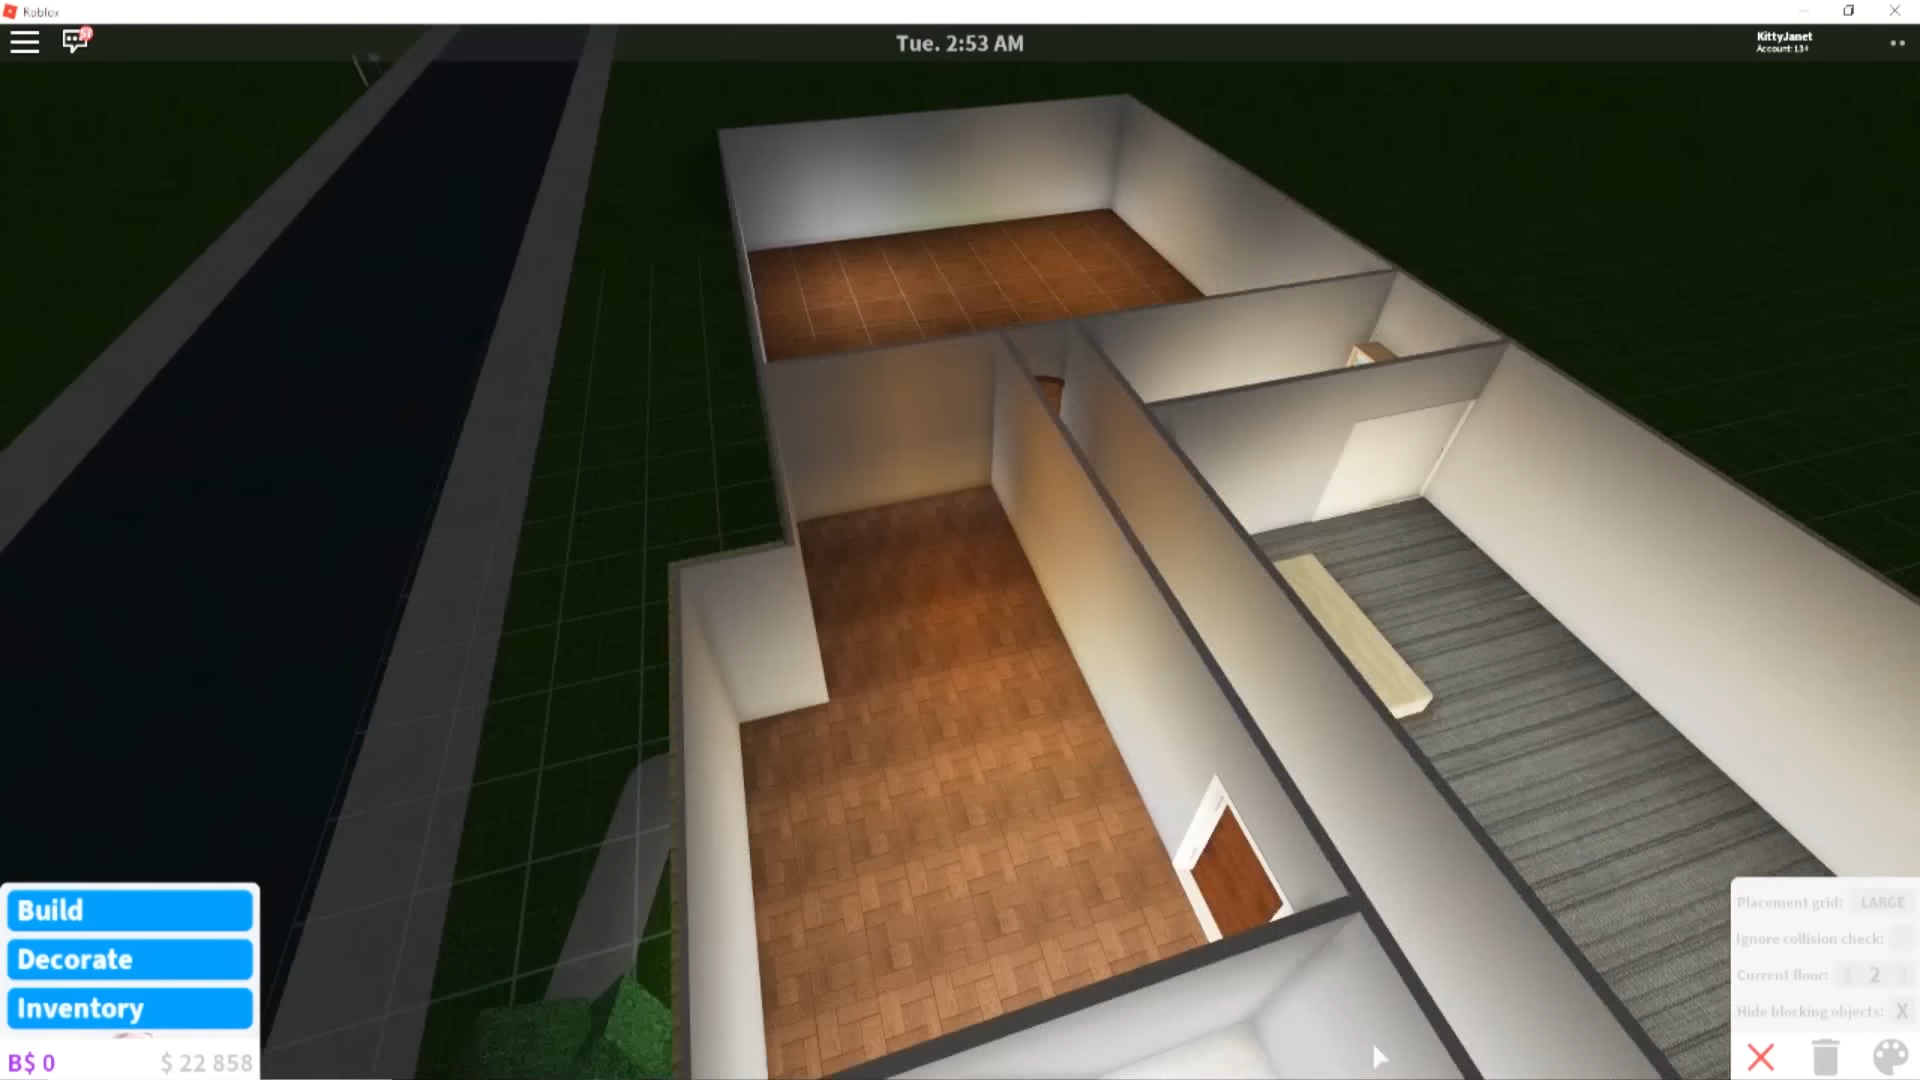 Roblox
Tue. 2:53 AM
KittyJanet
Account: 13+
Build
Decorate
Inventory
B$ 0
$ 22 858
Placement grid: LARGE
Ignore collision check:
Current floor: 2
Hide blocking objects: X